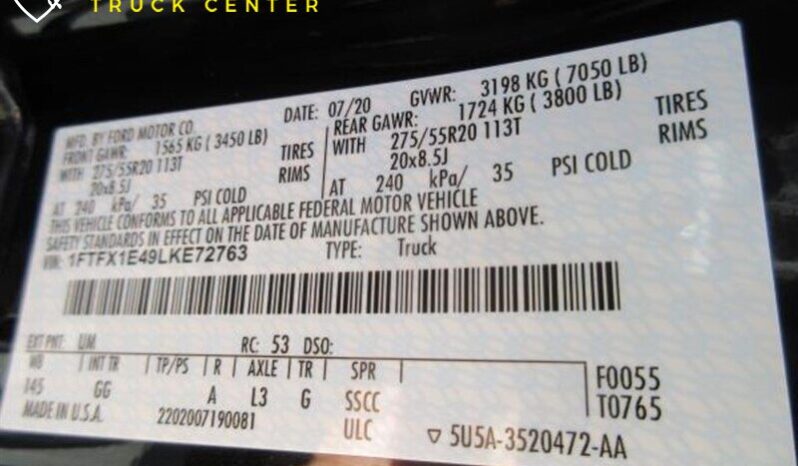 TRUCK CENTER
MFD. BY FORD MOTOR CO.
DATE: 07/20 GVWR: 3198 KG ( 7050 LB)
FRONT GAWR: 1565 KG ( 3450 LB)
WITH 275/55R20 113T TIRES
20x8.5J RIMS
AT 240 kPa/ 35 PSI COLD
REAR GAWR: 1724 KG ( 3800 LB)
WITH 275/55R20 113T TIRES
20x8.5J RIMS
AT 240 kPa/ 35 PSI COLD
THIS VEHICLE CONFORMS TO ALL APPLICABLE FEDERAL MOTOR VEHICLE
SAFETY STANDARDS IN EFFECT ON THE DATE OF MANUFACTURE SHOWN ABOVE.
VIN: 1FTFX1E49LKE72763 TYPE: Truck
EXT PNT: UM RC: 53 DSO:
WB INT TR TP/PS R AXLE TR SPR
145 GG A L3 G SSCC
F0055
T0765
MADE IN U.S.A. 2202007190081 ULC
5U5A-3520472-AA